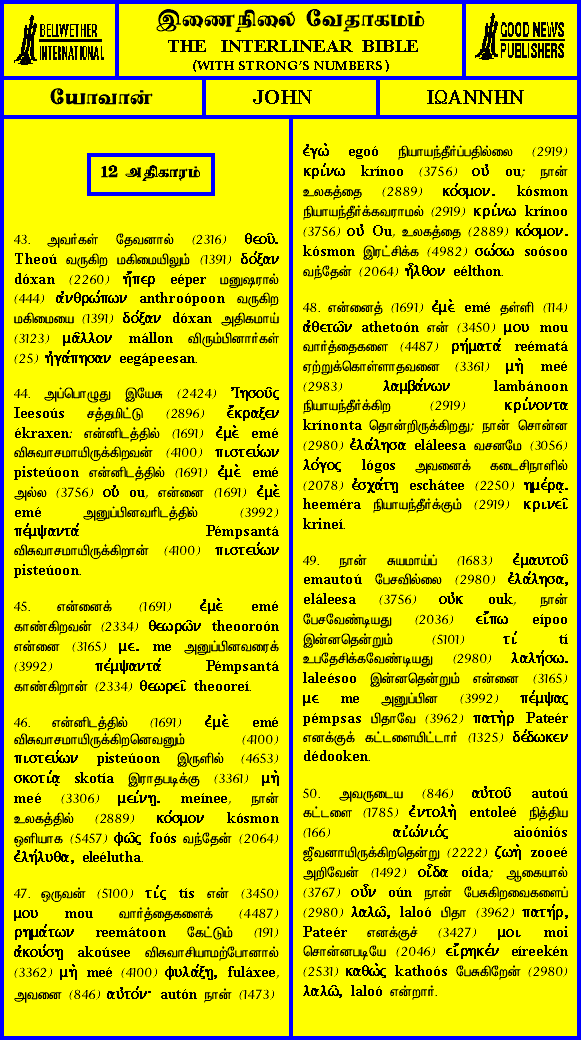 BELLWETHER
INTERNATIONAL
இணைநிலை வேதாகமம்
THE INTERLINEAR BIBLE
(WITH STRONG'S NUMBERS)
GOOD NEWS
PUBLISHERS
யோவான்
JOHN
ΙΩΑΝΝΗΝ
12 அதிகாரம்
43. அவர்கள் தேவனால் (2316) θεοῦ.
Theoú வருகிற மகிமையிலும் (1391) δόξαν
dóxan (2260) ἤπερ eéper மனுஷரால்
(444) ἀνθρώπων anthroópoon வருகிற
மகிமையை (1391) δόξαν dóxan அதிகமாய்
(3123) μᾶλλον mállon விரும்பினார்கள்
(25) ἠγάπησαν eegápeesan.
44. அப்பொழுது இயேசு (2424) Ἰησοῦς
Ieesoús சத்தமிட்டு (2896) ἔκραξεν
ékraxen; என்னிடத்தில் (1691) ἐμὲ emé
விசுவாசமாயிருக்கிறவன் (4100) πιστεύων
pisteúoon என்னிடத்தில் (1691) ἐμὲ emé
அல்ல (3756) οὐ ou, என்னை (1691) ἐμὲ
emé அனுப்பினவரிடத்தில் (3992)
πέμψαντά Pémpsantá
விசுவாசமாயிருக்கிறான் (4100) πιστεύων
pisteúoon.
45. என்னைக் (1691) ἐμὲ emé
காண்கிறவன் (2334) θεωρῶν theooroón
என்னை (3165) με. me அனுப்பினவரைக்
(3992) πέμψαντά Pémpsantá
காண்கிறான் (2334) θεωρεῖ theooreí.
46. என்னிடத்தில் (1691) ἐμὲ emé
விசுவாசமாயிருக்கிறனெவனும் (4100)
πιστεύων pisteúoon இருளில் (4653)
σκοτίᾳ skotía இராதபடிக்கு (3361) μὴ
meé (3306) μείνῃ. meínee, நான்
உலகத்தில் (2889) κόσμον kósmon
ஒளியாக (5457) φῶς foós வந்தேன் (2064)
ἐλήλυθα, eleélutha.
47. ஒருவன் (5100) τίς tís என் (3450)
μου mou வார்த்தைகளைக் (4487)
ρημάτων reemátoon கேட்டும் (191)
ἀκούσῃ akoúsee விசுவாசியாமற்போனால்
(3362) μὴ meé (4100) φυλάξῃ, fuláxee,
அவனை (846) αὐτόν· autón நான் (1473)
ἐγὼ egoó நியாயந்தீர்ப்பதில்லை (2919)
κρίνω krínoo (3756) οὐ ou; நான்
உலகத்தை (2889) κόσμον. kósmon
நியாயந்தீர்க்கவராமல் (2919) κρίνω krínoo
(3756) οὐ Ou, உலகத்தை (2889) κόσμον.
kósmon இரட்சிக்க (4982) σώσω soósoo
வந்தேன் (2064) ἦλθον eélthon.
48. என்னைத் (1691) ἐμὲ emé தள்ளி (114)
ἀθετῶν athetoón என் (3450) μου mou
வார்த்தைகளை (4487) ρήματά reématá
ஏற்றுக்கொள்ளாதவனை (3361) μὴ meé
(2983) λαμβάνων lambánoon
நியாயந்தீர்க்கிற (2919) κρίνοντα
krínonta தொன்றிருக்கிறது; நான் சொன்ன
(2980) ἐλάλησα eláleesa வசனமே (3056)
λόγος lógos அவனைக் கடைசிநாளில்
(2078) ἐσχάτῃ eschátee (2250) ημέρᾳ.
heeméra நியாயந்தீர்க்கும் (2919) κρινεῖ
krineí.
49. நான் சுயமாய்ப் (1683) ἐμαυτοῦ
emautoú பேசவில்லை (2980) ἐλάλησα,
eláleesa (3756) οὐκ ouk, நான்
பேசவேண்டியது (2036) εἴπω eípoo
இன்னதென்றும் (5101) τί tí
உபதேசிக்கவேண்டியது (2980) λαλήσω.
laleésoo இன்னதென்றும் என்னை (3165)
με me அனுப்பின (3992) πέμψας
pémpsas பிதாவே (3962) πατὴρ Pateér
எனக்குக் கட்டளையிட்டார் (1325) δέδωκεν
dédooken.
50. அவருடைய (846) αὐτοῦ autoú
கட்டளை (1785) ἐντολὴ entoleé நித்திய
(166) αἰώνιός aioóniós
ஜீவனாயிருக்கிறதென்று (2222) ζωὴ zooeé
அறிவேன் (1492) οἶδα oída; ஆகையால்
(3767) οὖν oún நான் பேசுகிறவைகளைப்
(2980) λαλῶ, laloó பிதா (3962) πατήρ,
Pateér எனக்குச் (3427) μοι moi
சொன்னபடியே (2046) εἴρηκέν eíreekén
(2531) καθὼς kathoós பேசுகிறேன் (2980)
λαλῶ, laloó என்றார்.